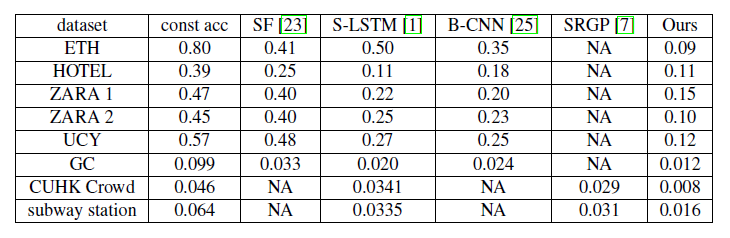 dataset const acc SF [23] S-LSTM [1] B-CNN [25] SRGP [7] Ours
ETH 0.80 0.41 0.50 0.35 NA 0.09
HOTEL 0.39 0.25 0.11 0.18 NA 0.11
ZARA 1 0.47 0.40 0.22 0.20 NA 0.15
ZARA 2 0.45 0.40 0.25 0.23 NA 0.10
UCY 0.57 0.48 0.27 0.25 NA 0.12
GC 0.099 0.033 0.020 0.024 NA 0.012
CUHK Crowd 0.046 NA 0.0341 NA 0.029 0.008
subway station 0.064 NA 0.0335 NA 0.031 0.016